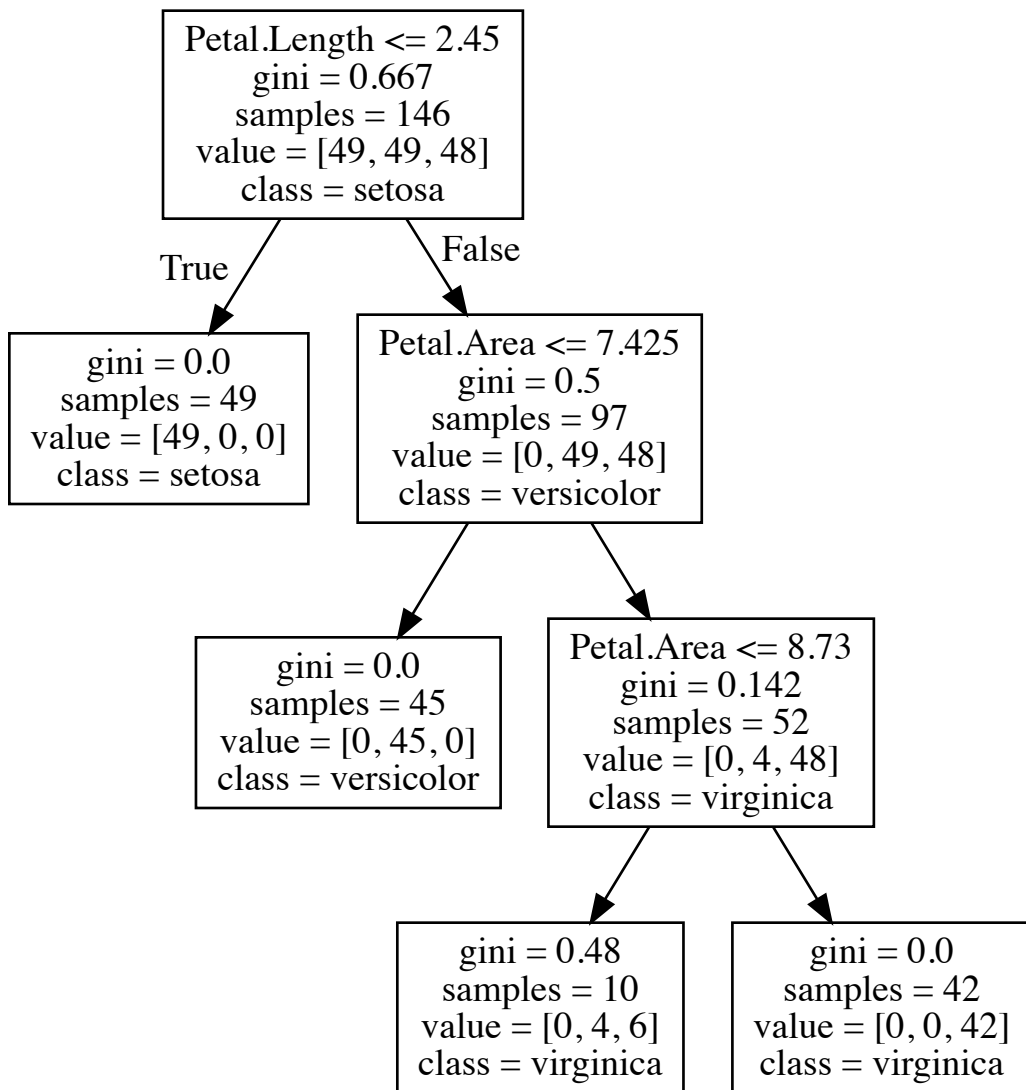 Petal.Length <= 2.45
gini = 0.667
samples = 146
value = [49, 49, 48]
class = setosa
True
False
gini = 0.0
samples = 49
value = [49, 0, 0]
class = setosa
Petal.Area <= 7.425
gini = 0.5
samples = 97
value = [0, 49, 48]
class = versicolor
gini = 0.0
samples = 45
value = [0, 45, 0]
class = versicolor
Petal.Area <= 8.73
gini = 0.142
samples = 52
value = [0, 4, 48]
class = virginica
gini = 0.48
samples = 10
value = [0, 4, 6]
class = virginica
gini = 0.0
samples = 42
value = [0, 0, 42]
class = virginica